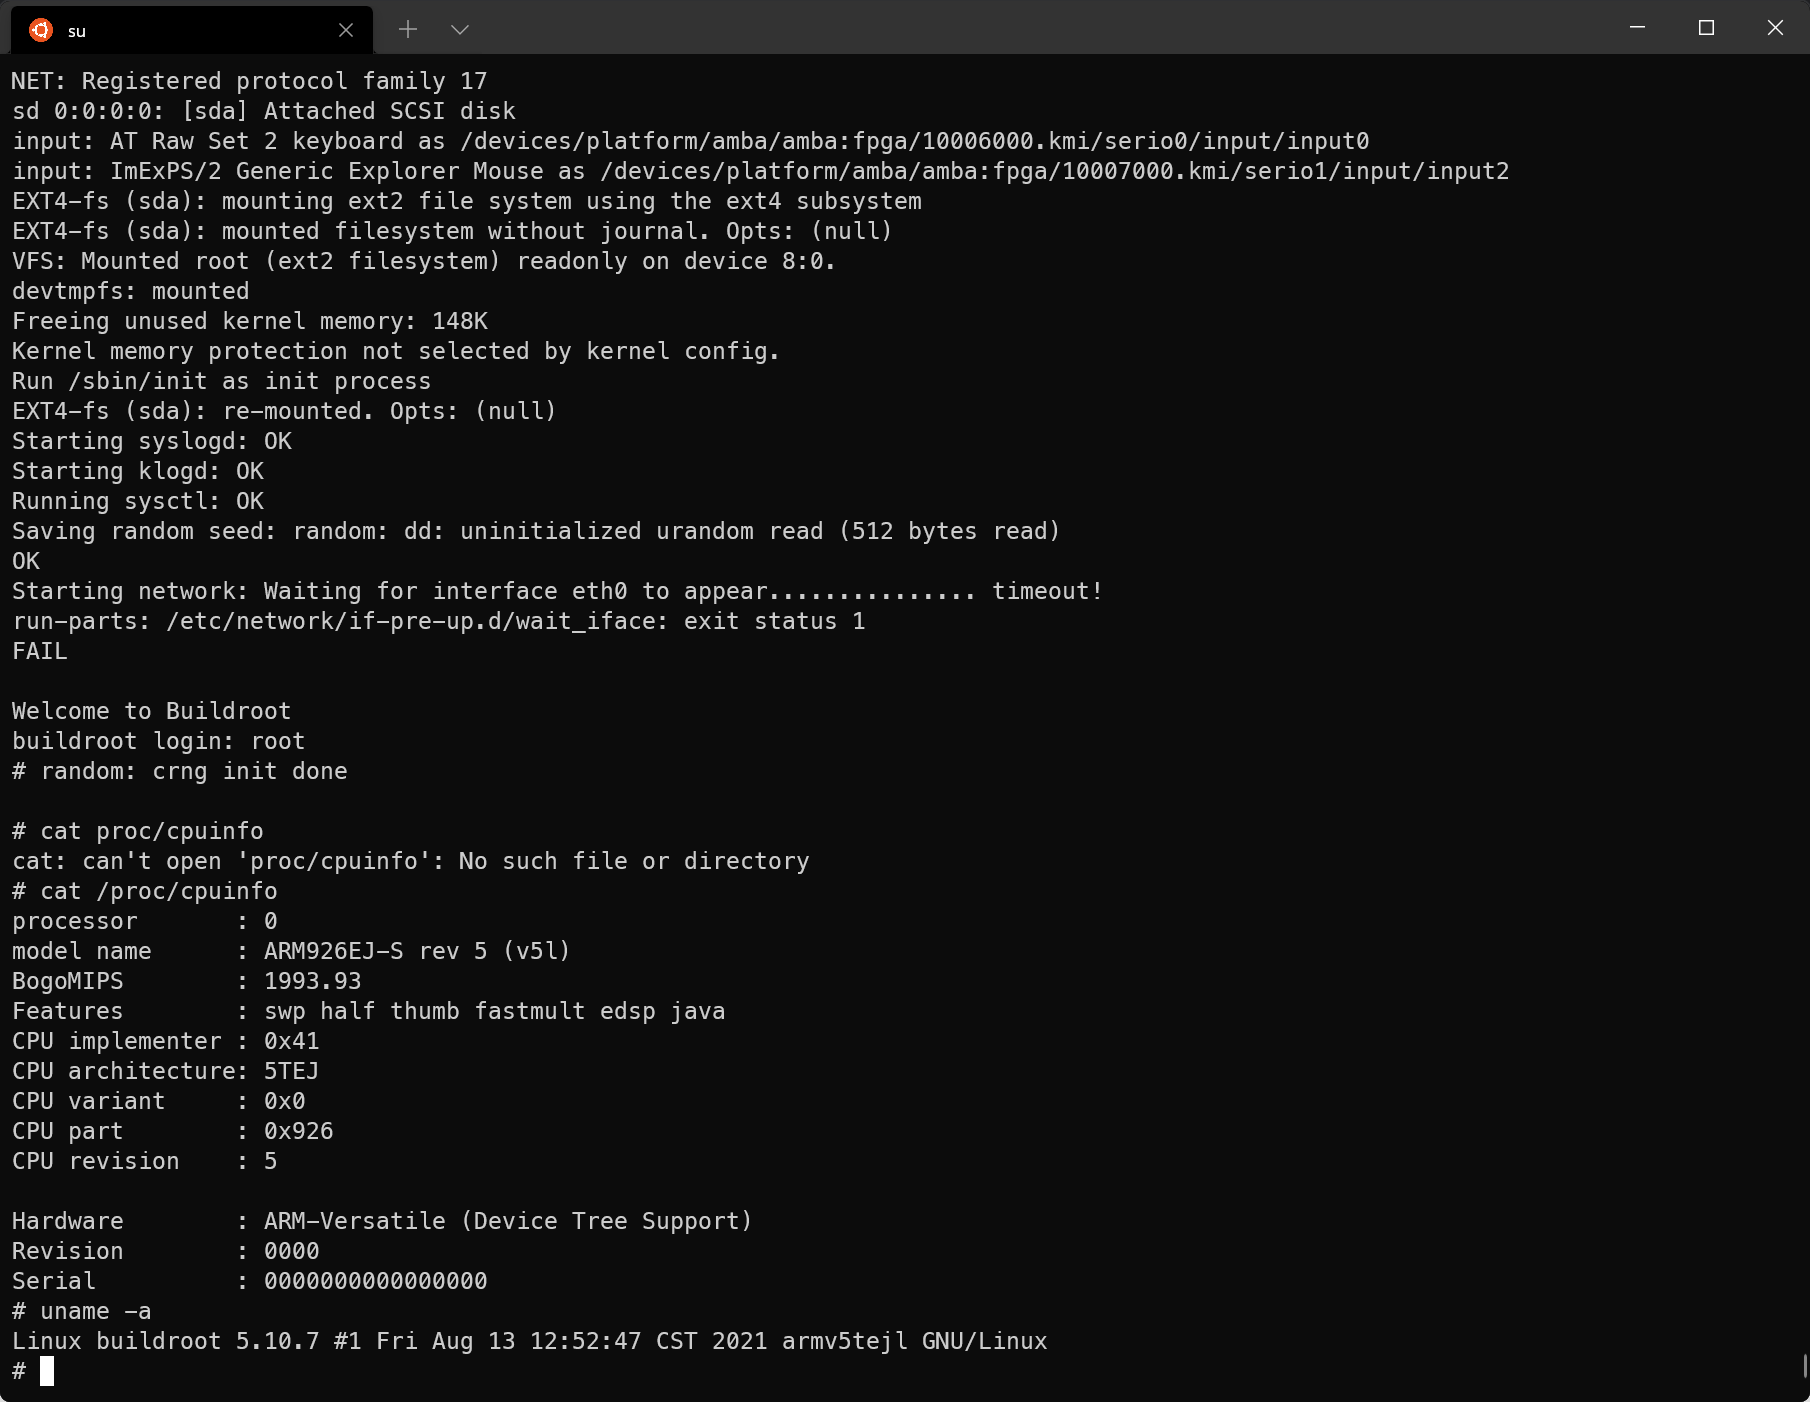 su
NET: Registered protocol family 17
sd 0:0:0:0: [sda] Attached SCSI disk
input: AT Raw Set 2 keyboard as /devices/platform/amba/amba:fpga/10006000.kmi/serio0/input/input0
input: ImExPS/2 Generic Explorer Mouse as /devices/platform/amba/amba:fpga/10007000.kmi/serio1/input/input2
EXT4-fs (sda): mounting ext2 file system using the ext4 subsystem
EXT4-fs (sda): mounted filesystem without journal. Opts: (null)
VFS: Mounted root (ext2 filesystem) readonly on device 8:0.
devtmpfs: mounted
Freeing unused kernel memory: 148K
Kernel memory protection not selected by kernel config.
Run /sbin/init as init process
EXT4-fs (sda): re-mounted. Opts: (null)
Starting syslogd: OK
Starting klogd: OK
Running sysctl: OK
Saving random seed: random: dd: uninitialized urandom read (512 bytes read)
OK
Starting network: Waiting for interface eth0 to appear............... timeout!
run-parts: /etc/network/if-pre-up.d/wait_iface: exit status 1
FAIL
Welcome to Buildroot
buildroot login: root
# random: crng init done
# cat proc/cpuinfo
cat: can't open 'proc/cpuinfo': No such file or directory
# cat /proc/cpuinfo
processor       : 0
model name      : ARM926EJ-S rev 5 (v5l)
BogoMIPS        : 1993.93
Features        : swp half thumb fastmult edsp java
CPU implementer : 0x41
CPU architecture: 5TEJ
CPU variant     : 0x0
CPU part        : 0x926
CPU revision    : 5
Hardware        : ARM-Versatile (Device Tree Support)
Revision        : 0000
Serial          : 0000000000000000
# uname -a
Linux buildroot 5.10.7 #1 Fri Aug 13 12:52:47 CST 2021 armv5tejl GNU/Linux
#